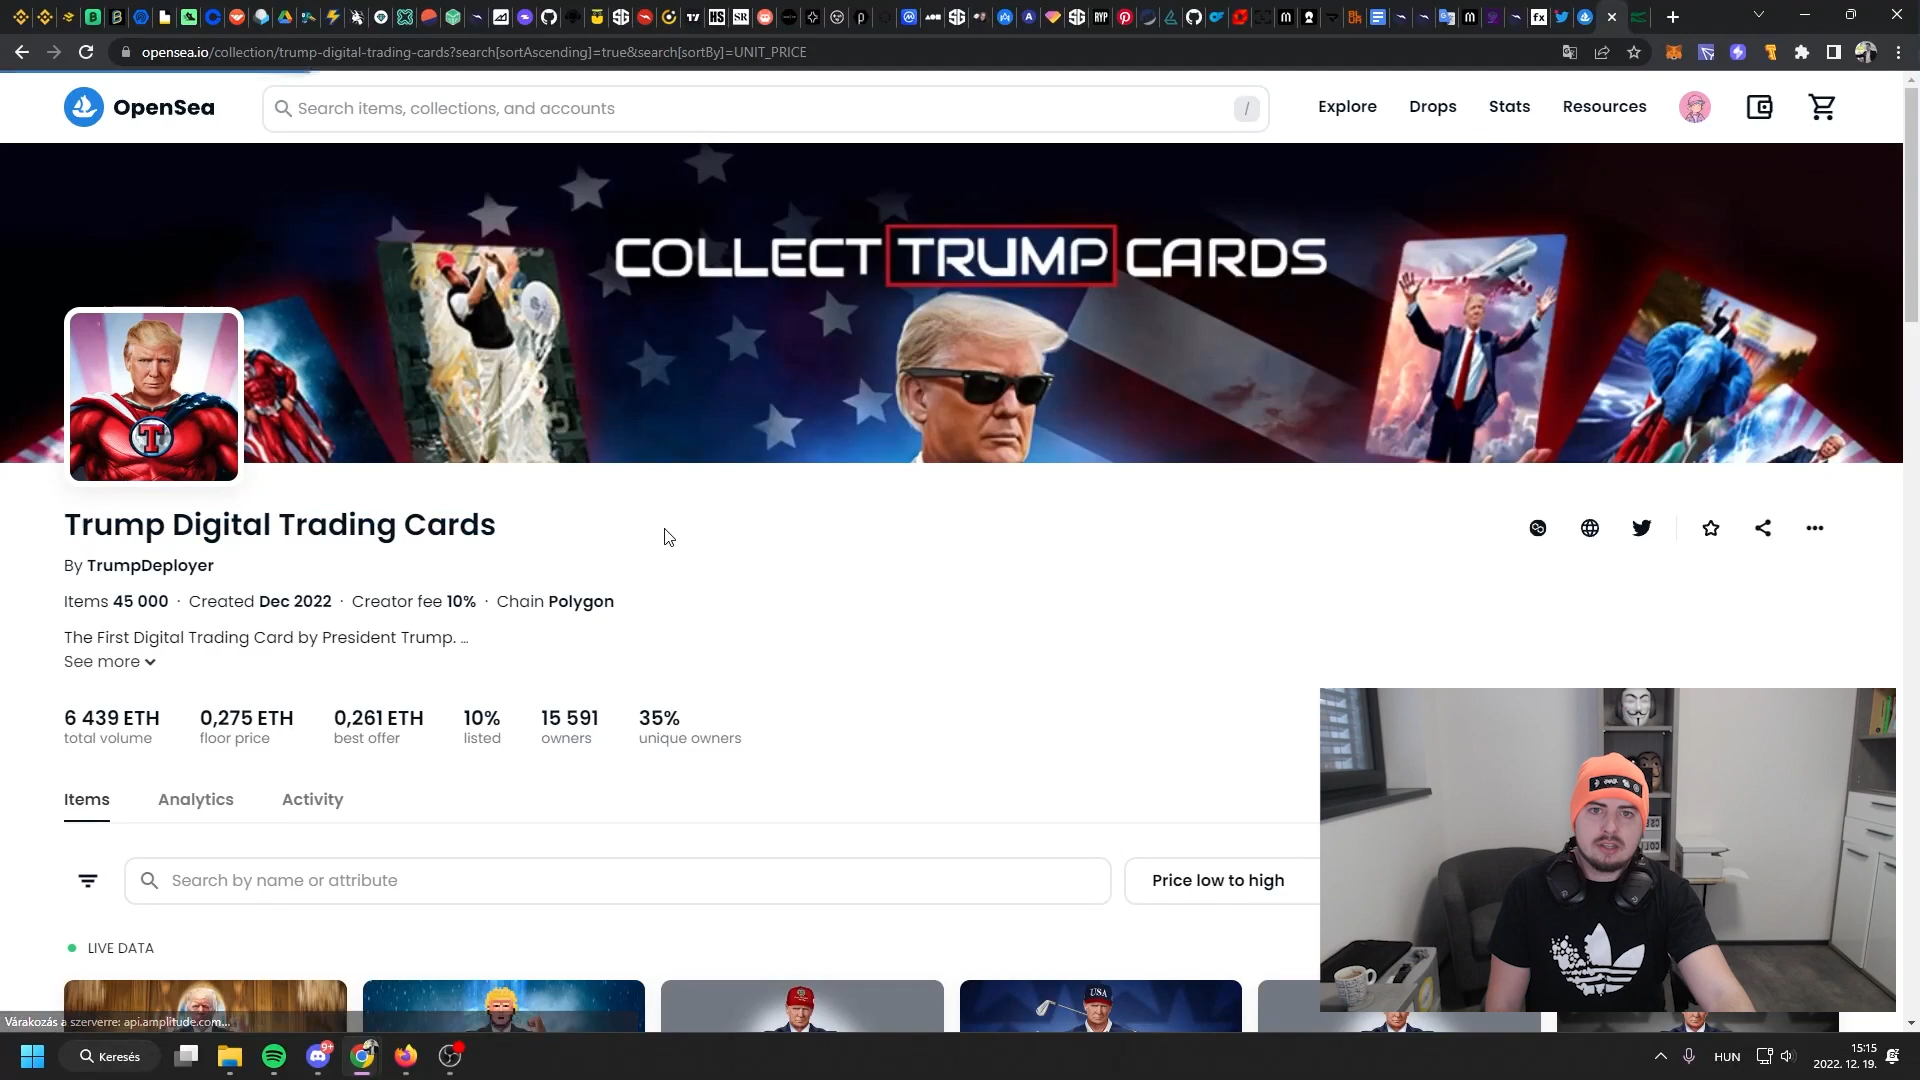 opensea.io/collection/trump-digital-trading-cards?search[sortAscending]=true&search[sortBy]=UNIT_PRICE
OpenSea
Search items, collections, and accounts
/
Explore
Drops
Stats
Resources
COLLECT TRUMP CARDS
T
Trump Digital Trading Cards
By TrumpDeployer
Items 45 000 · Created Dec 2022 · Creator fee 10% · Chain Polygon
The First Digital Trading Card by President Trump. ...
See more
6 439 ETH
total volume
0,275 ETH
floor price
0,261 ETH
best offer
10%
listed
15 591
owners
35%
unique owners
Items
Analytics
Activity
Search by name or attribute
Price low to high
LIVE DATA
USA
Várakozás a szerverre: api.amplitude.com...
Keresés
9+
HUN
15:15
2022. 12. 19.